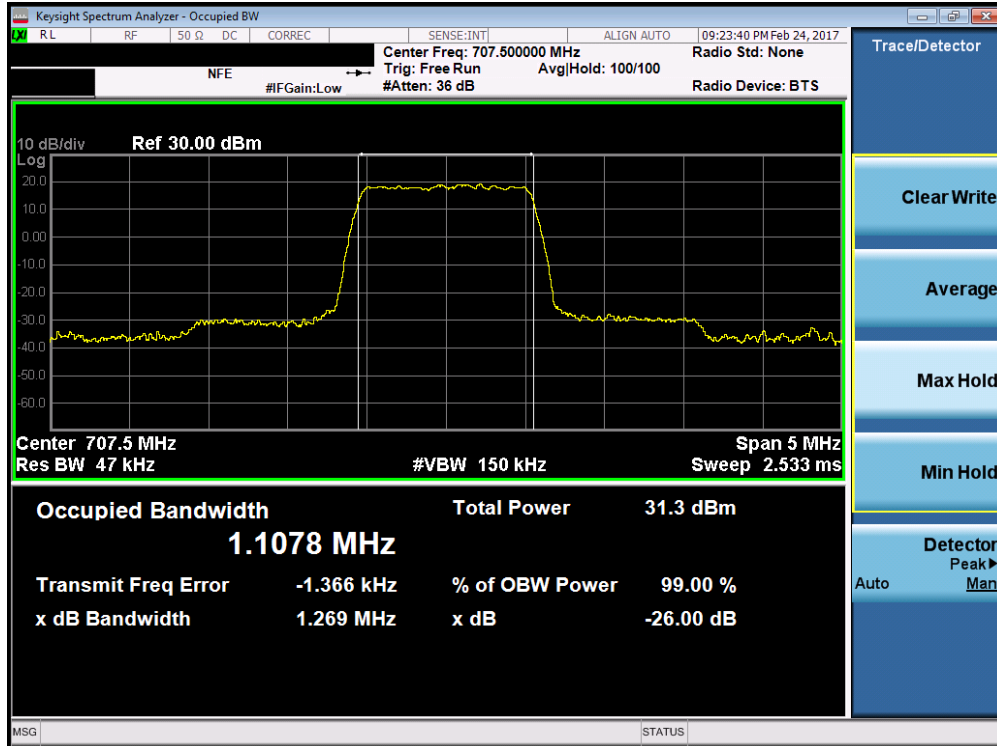 Keysight Spectrum Analyzer - Occupied BW
LXI RL RF 50 Ω DC CORREC SENSE:INT ALIGN AUTO 09:23:40 PM Feb 24, 2017
Center Freq: 707.500000 MHz Radio Std: None
NFE Trig: Free Run Avg|Hold: 100/100
#IFGain:Low #Atten: 36 dB Radio Device: BTS
10 dB/div Ref 30.00 dBm
Log
20.0
10.0
0.00
-10.0
-20.0
-30.0
-40.0
-50.0
-60.0
Center 707.5 MHz Span 5 MHz
Res BW 47 kHz #VBW 150 kHz Sweep 2.533 ms
Occupied Bandwidth Total Power 31.3 dBm
1.1078 MHz
Transmit Freq Error -1.366 kHz % of OBW Power 99.00 %
x dB Bandwidth 1.269 MHz x dB -26.00 dB
MSG STATUS
Trace/Detector
Clear Write
Average
Max Hold
Min Hold
Detector
Peak▶
Auto Man